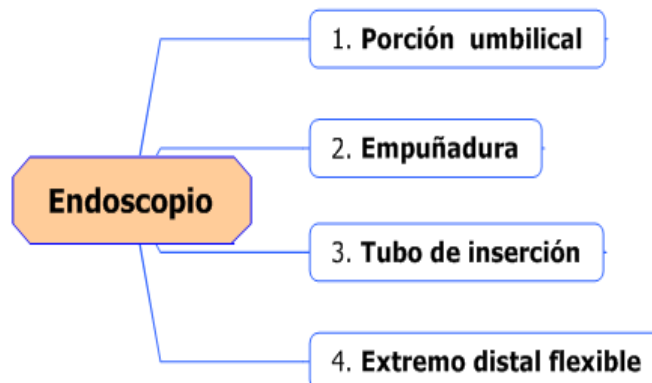 Endoscopio
1. Porción umbilical
2. Empuñadura
3. Tubo de inserción
4. Extremo distal flexible